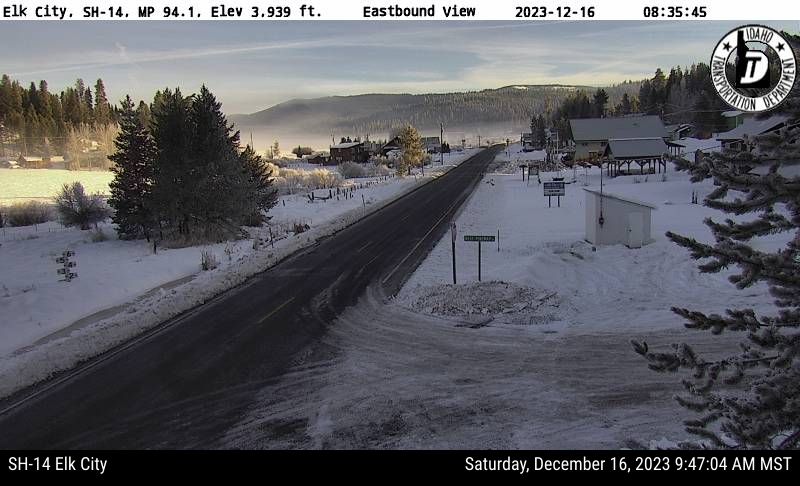 Elk City, SH-14, MP 94.1, Elev 3,939 ft. Eastbound View 2023-12-16 08:35:45
IDAHO
TRANSPORTATION DEPARTMENT
SH-14 Elk City Saturday, December 16, 2023 9:47:04 AM MST